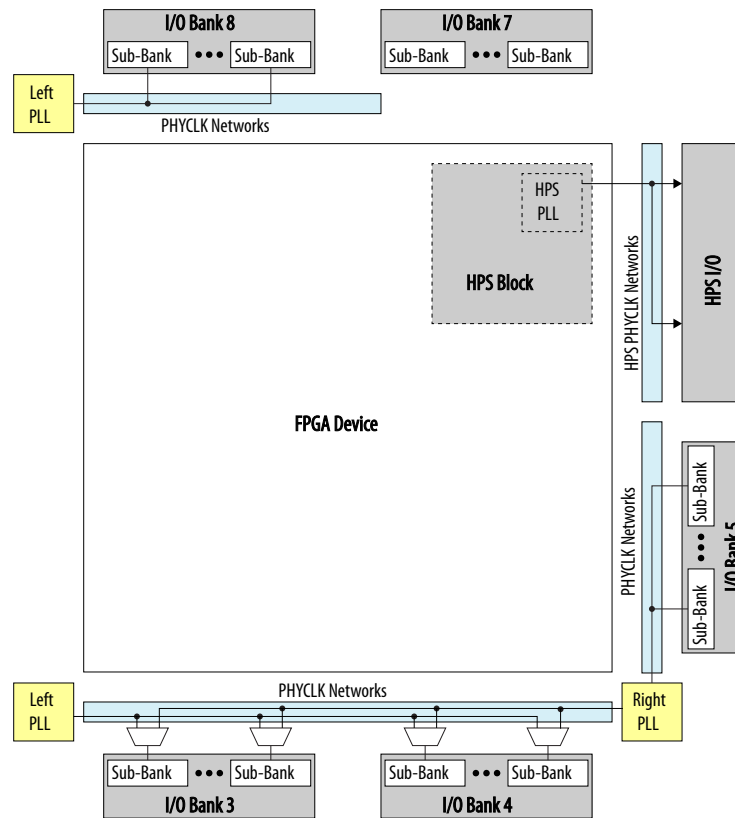 I/O Bank 8
Sub-Bank ••• Sub-Bank
I/O Bank 7
Sub-Bank ••• Sub-Bank
Left
PLL
PHYCLK Networks
HPS
PLL
HPS Block
HPS PHYCLK Networks
HPS I/O
FPGA Device
PHYCLK Networks
Sub-Bank ••• Sub-Bank
I/O Bank 5
Left
PLL
PHYCLK Networks
Right
PLL
Sub-Bank ••• Sub-Bank
I/O Bank 3
Sub-Bank ••• Sub-Bank
I/O Bank 4